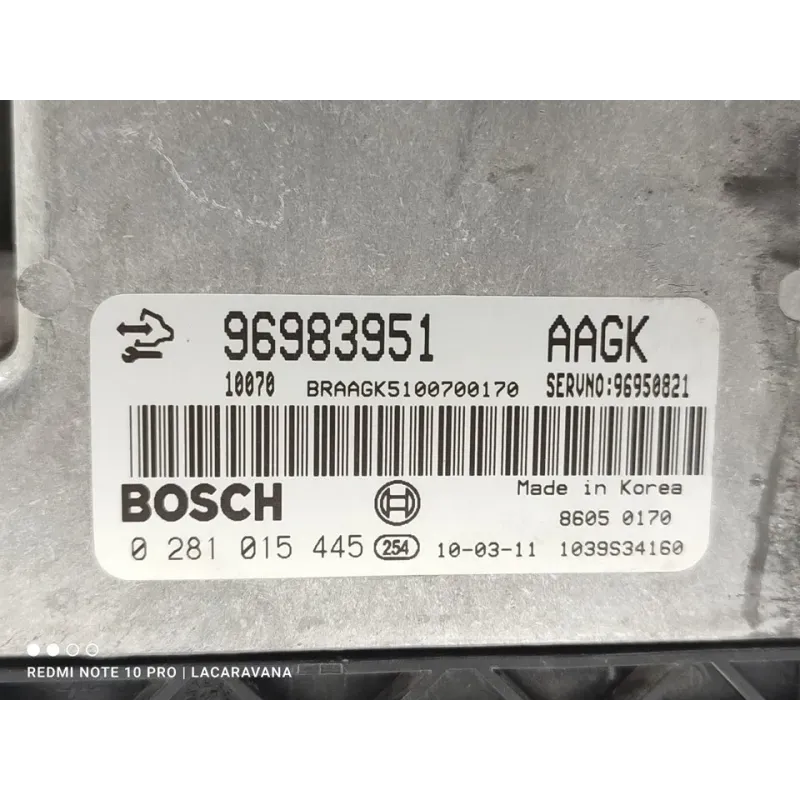 96983951 AAGK
10070 BRAAGK5100700170 SERVNO:96950821
BOSCH Made in Korea
8605 0170
0 281 015 445 254 10-03-11 1039S34160
REDMI NOTE 10 PRO | LACARAVANA